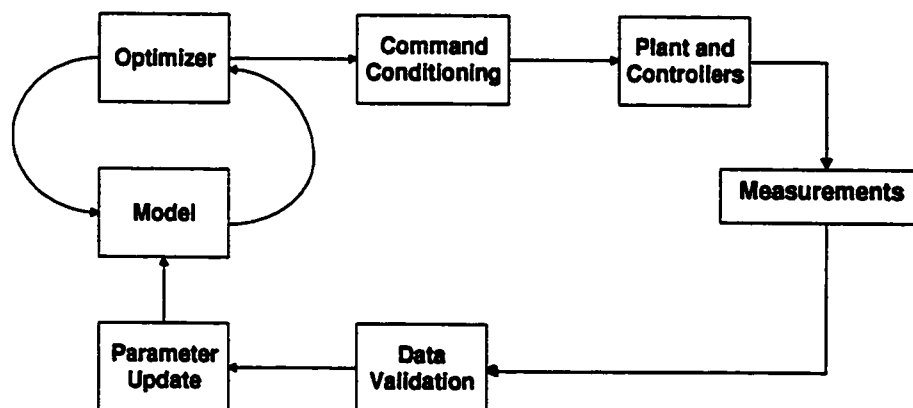 Optimizer
Command
Conditioning
Plant and
Controllers
Model
Measurements
Parameter
Update
Data
Validation